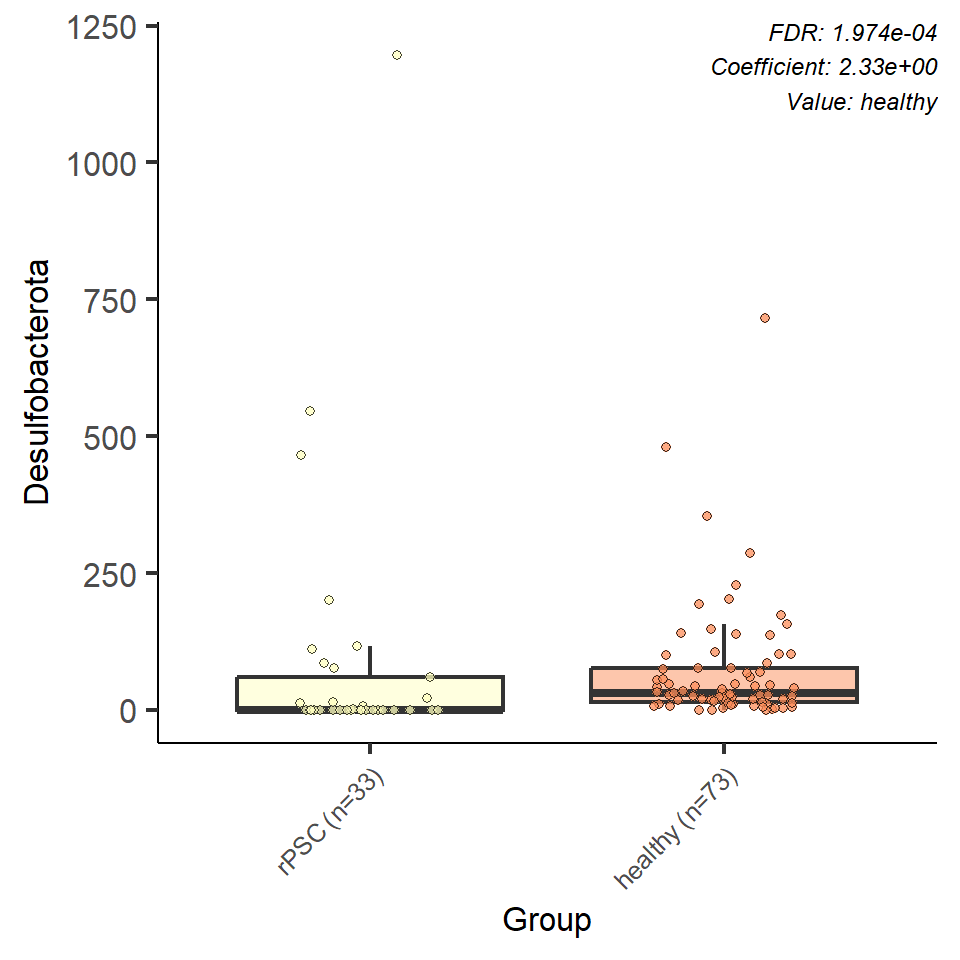 FDR: 1.974e-04
Coefficient: 2.33e+00
Value: healthy
1250
1000
750
500
250
0
Desulfobacterota
rPSC (n=33)
healthy (n=73)
Group